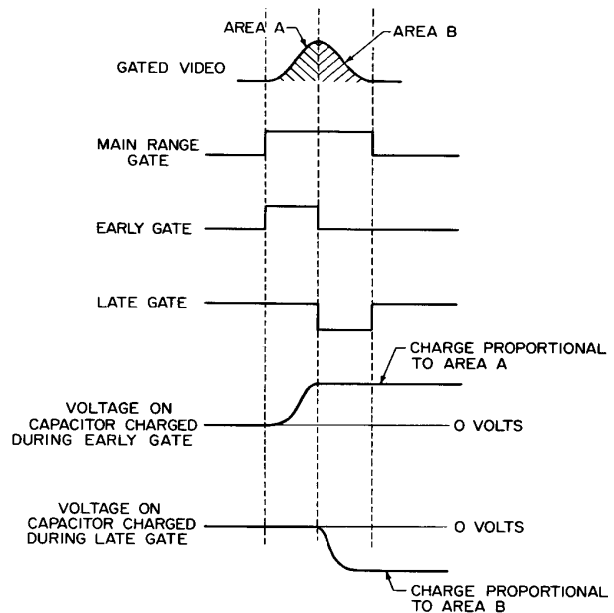 AREA A
AREA B
GATED VIDEO
MAIN RANGE
GATE
EARLY GATE
LATE GATE
CHARGE PROPORTIONAL
TO AREA A
VOLTAGE ON
CAPACITOR CHARGED
DURING EARLY GATE
O VOLTS
VOLTAGE ON
CAPACITOR CHARGED
DURING LATE GATE
O VOLTS
CHARGE PROPORTIONAL
TO AREA B